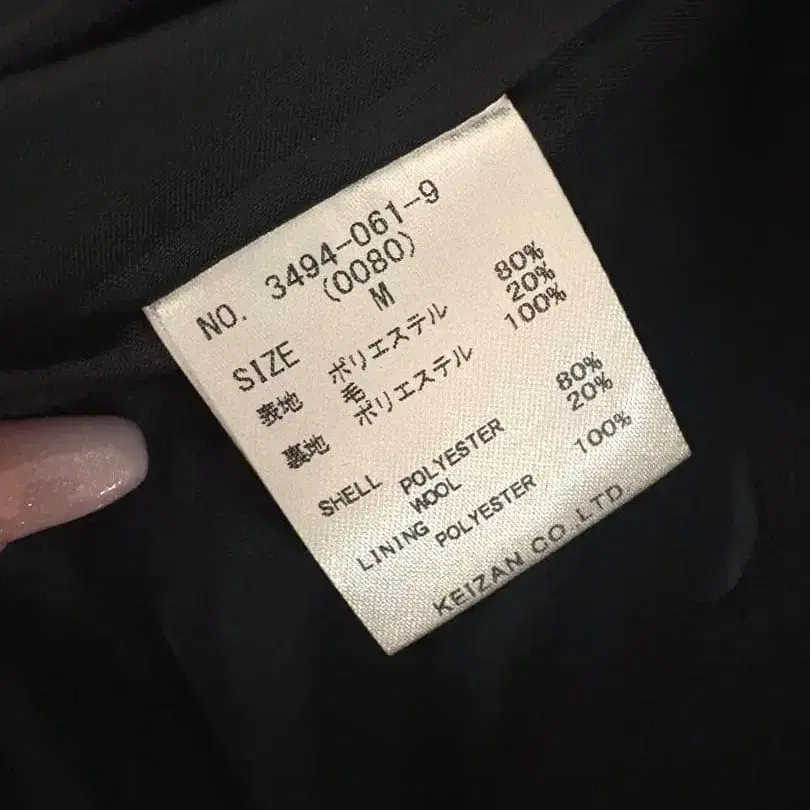 NO. 3494-061-9
(0080)
SIZE M
表地 ポリエステル 80%
毛 20%
裏地 ポリエステル 100%
SHELL POLYESTER 80%
WOOL 20%
LINING POLYESTER 100%
KEIZAN CO.LTD